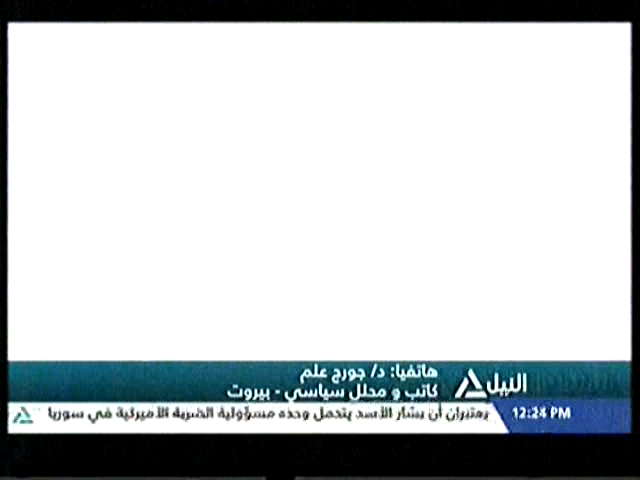 هاتفيا: د/ جورج علم
كاتب و محلل سياسي - بيروت
النيل
يعتبران أن بشار الأسد يتحمل وحده مسؤولية الضربة الأميركية في سوريا
12:24 PM